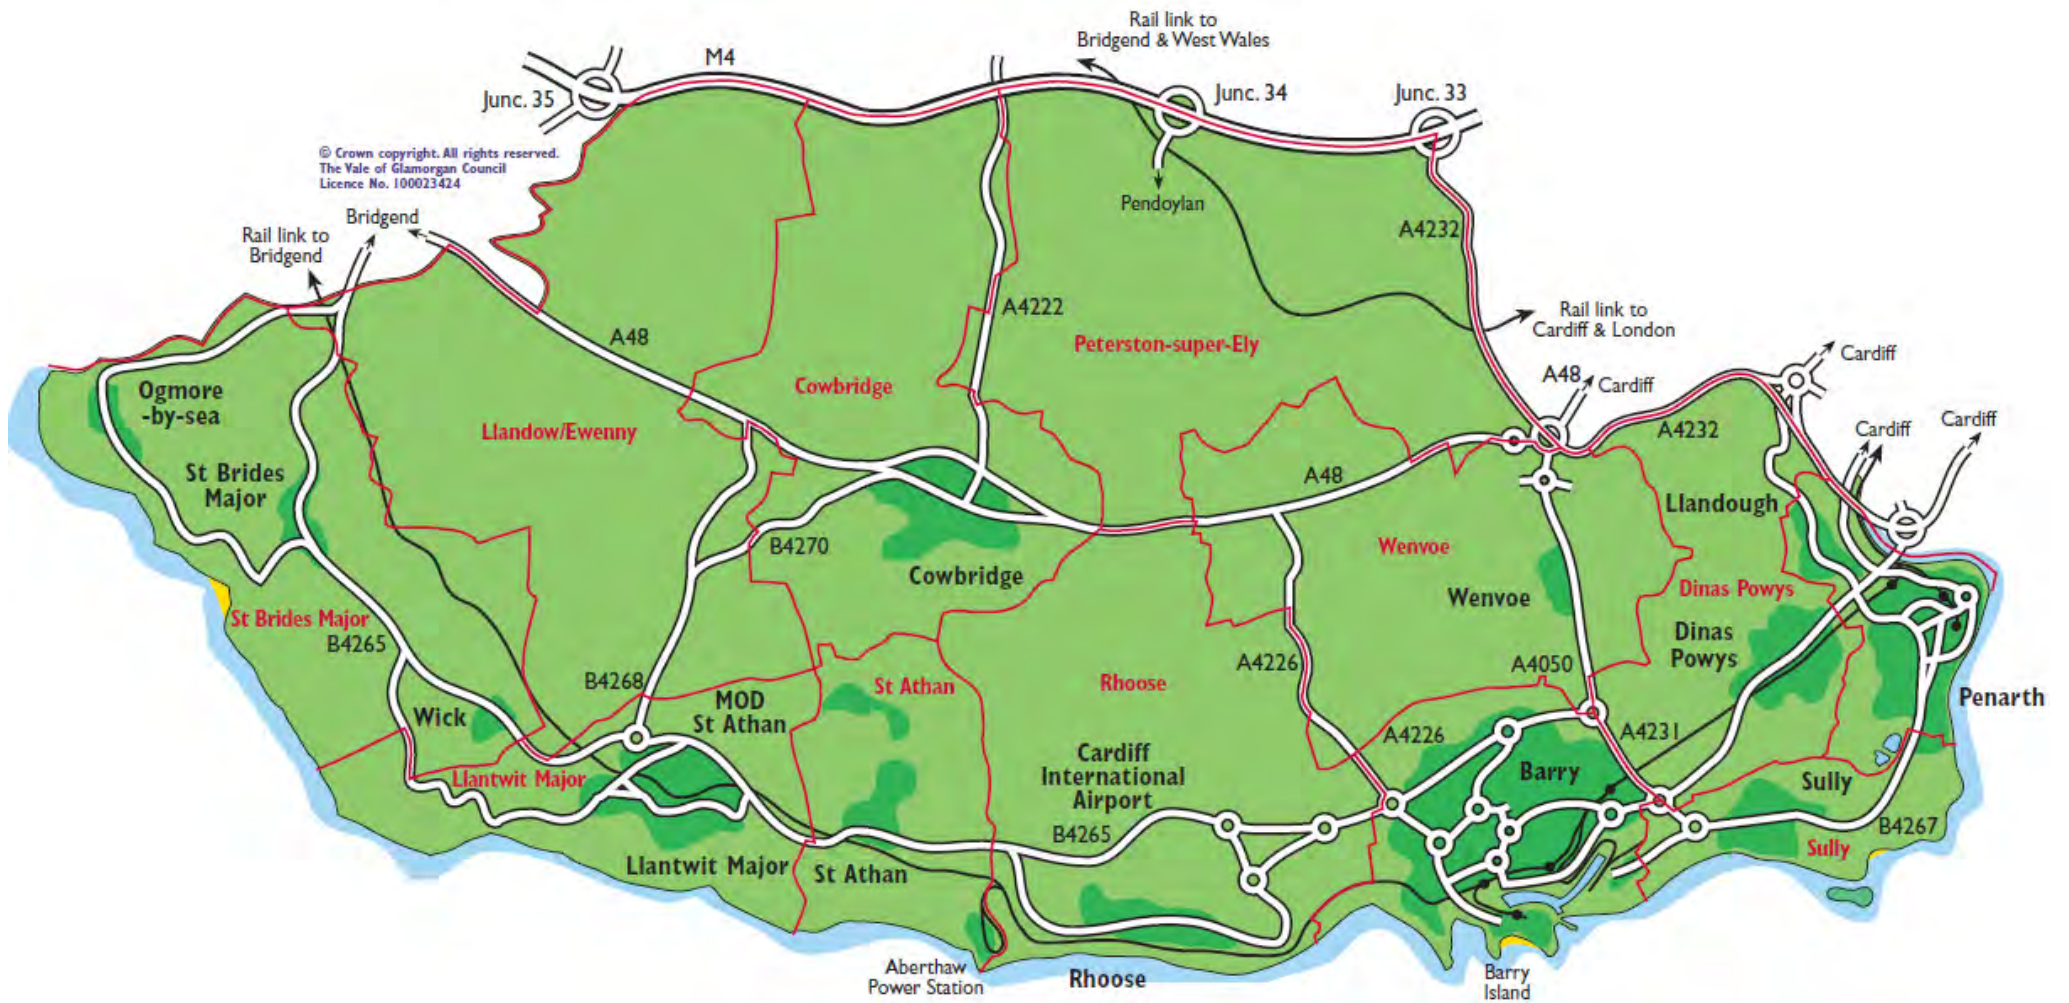 Rail link to
Bridgend & West Wales
M4
Junc. 35
Junc. 34
Junc. 33
© Crown copyright. All rights reserved.
The Vale of Glamorgan Council
Licence No. 100023424
Pendoylan
Bridgend
Rail link to
Bridgend
A4232
A4222
Rail link to
Cardiff & London
A48
Peterston-super-Ely
Cardiff
A48
Cardiff
Cowbridge
Ogmore
-by-sea
Llandow/Ewenny
A4232
Cardiff
Cardiff
St Brides
Major
A48
Llandough
B4270
Wenvoe
Cowbridge
Wenvoe
Dinas Powys
St Brides Major
B4265
Dinas
Powys
A4226
A4050
B4268
St Athan
Rhoose
MOD
St Athan
Penarth
Wick
A4226
A4231
Cardiff
International
Airport
Barry
Llantwit Major
Sully
B4265
B4267
Sully
Llantwit Major
St Athan
Aberthaw
Power Station
Rhoose
Barry
Island